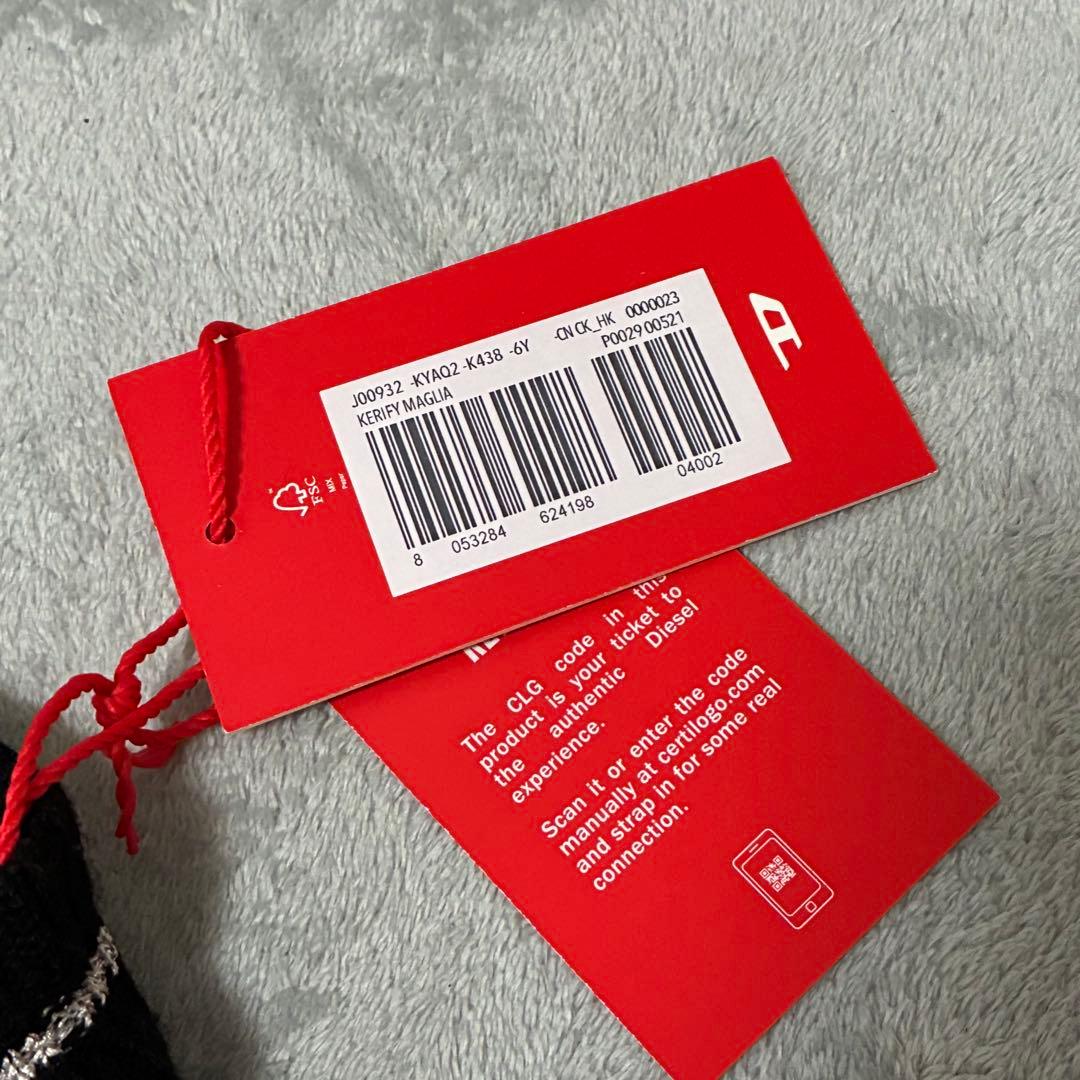 J00932 -KYAQ2 -K438 -6Y -CN CK_HK 0000023
KERIFY MAGLIA P0029 00521
8 053284 624198 04002
FSC
MIX
Paper
D
The CLG code in this
product is your ticket to
the authentic Diesel
experience.
Scan it or enter the code
manually at certilogo.com
and strap in for some real
connection.